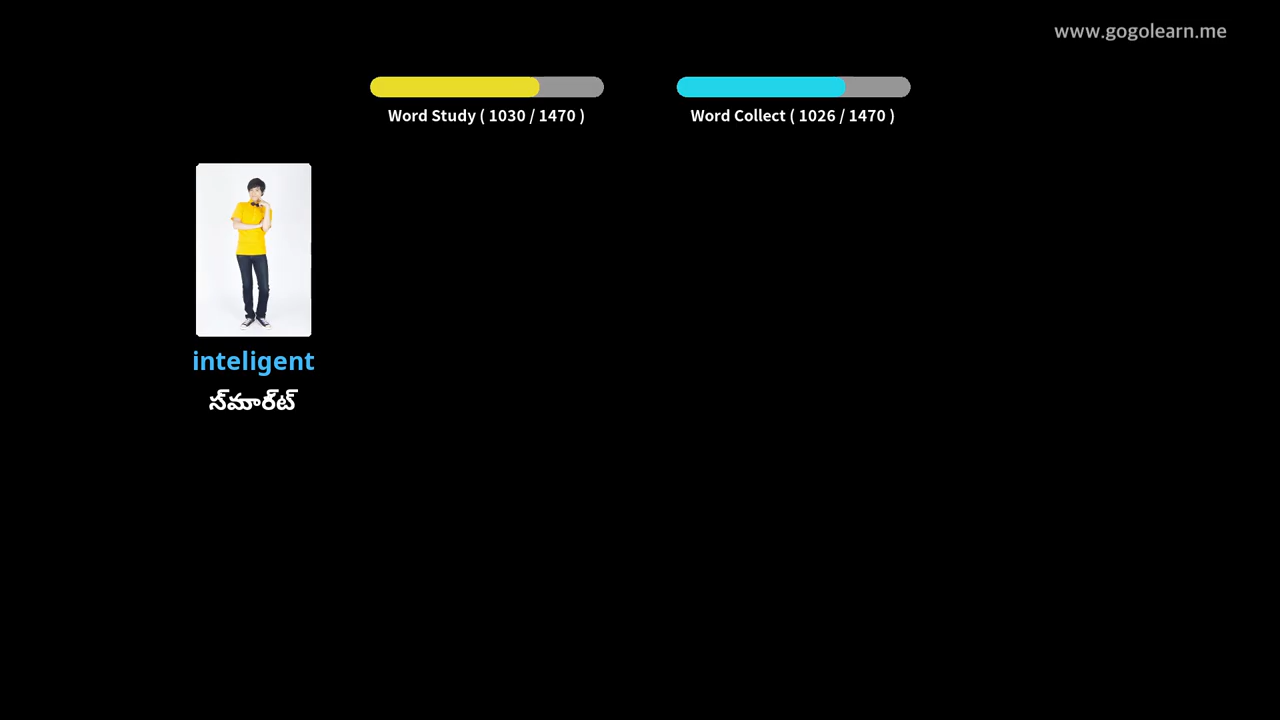 www.gogolearn.me
Word Study ( 1030 / 1470 )
Word Collect ( 1026 / 1470 )
inteligent
స్‌మార్‌ట్